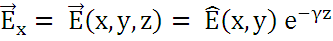 E⃗ₓ = E⃗(x,y,z) = Ê(x,y) e^−γz